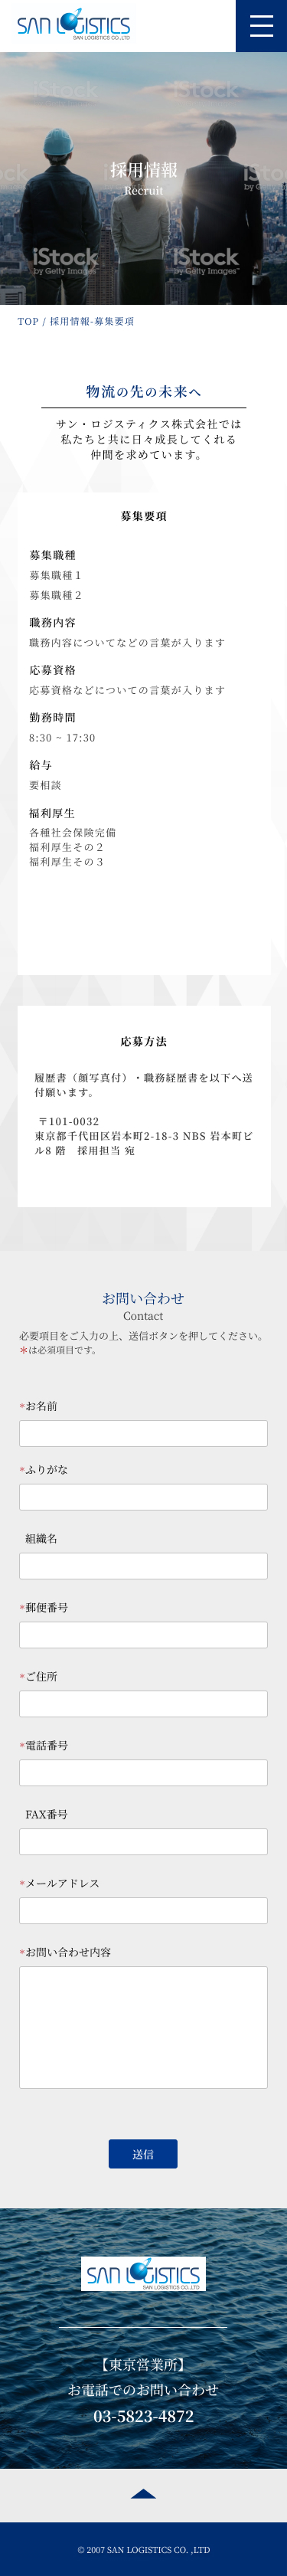 SAN LOGISTICS
SAN LOGISTICS CO.,LTD
iStock
iStock
採用情報
Recruit
iStock
by Getty Images™
iStock
by Getty Images™
TOP / 採用情報-募集要項
物流の先の未来へ
サン・ロジスティクス株式会社では
私たちと共に日々成長してくれる
仲間を求めています。
募集要項
募集職種
募集職種１
募集職種２
職務内容
職務内容についてなどの言葉が入ります
応募資格
応募資格などについての言葉が入ります
勤務時間
8:30 ~ 17:30
給与
要相談
福利厚生
各種社会保険完備
福利厚生その２
福利厚生その３
応募方法
履歴書（顔写真付）・職務経歴書を以下へ送
付願います。
〒101-0032
東京都千代田区岩本町2-18-3 NBS 岩本町ビ
ル8 階　採用担当 宛
お問い合わせ
Contact
必要項目をご入力の上、送信ボタンを押してください。
＊は必須項目です。
*お名前
*ふりがな
組織名
*郵便番号
*ご住所
*電話番号
FAX番号
*メールアドレス
*お問い合わせ内容
送信
SAN LOGISTICS
SAN LOGISTICS CO.,LTD
【東京営業所】
お電話でのお問い合わせ
03-5823-4872
© 2007 SAN LOGISTICS CO. ,LTD